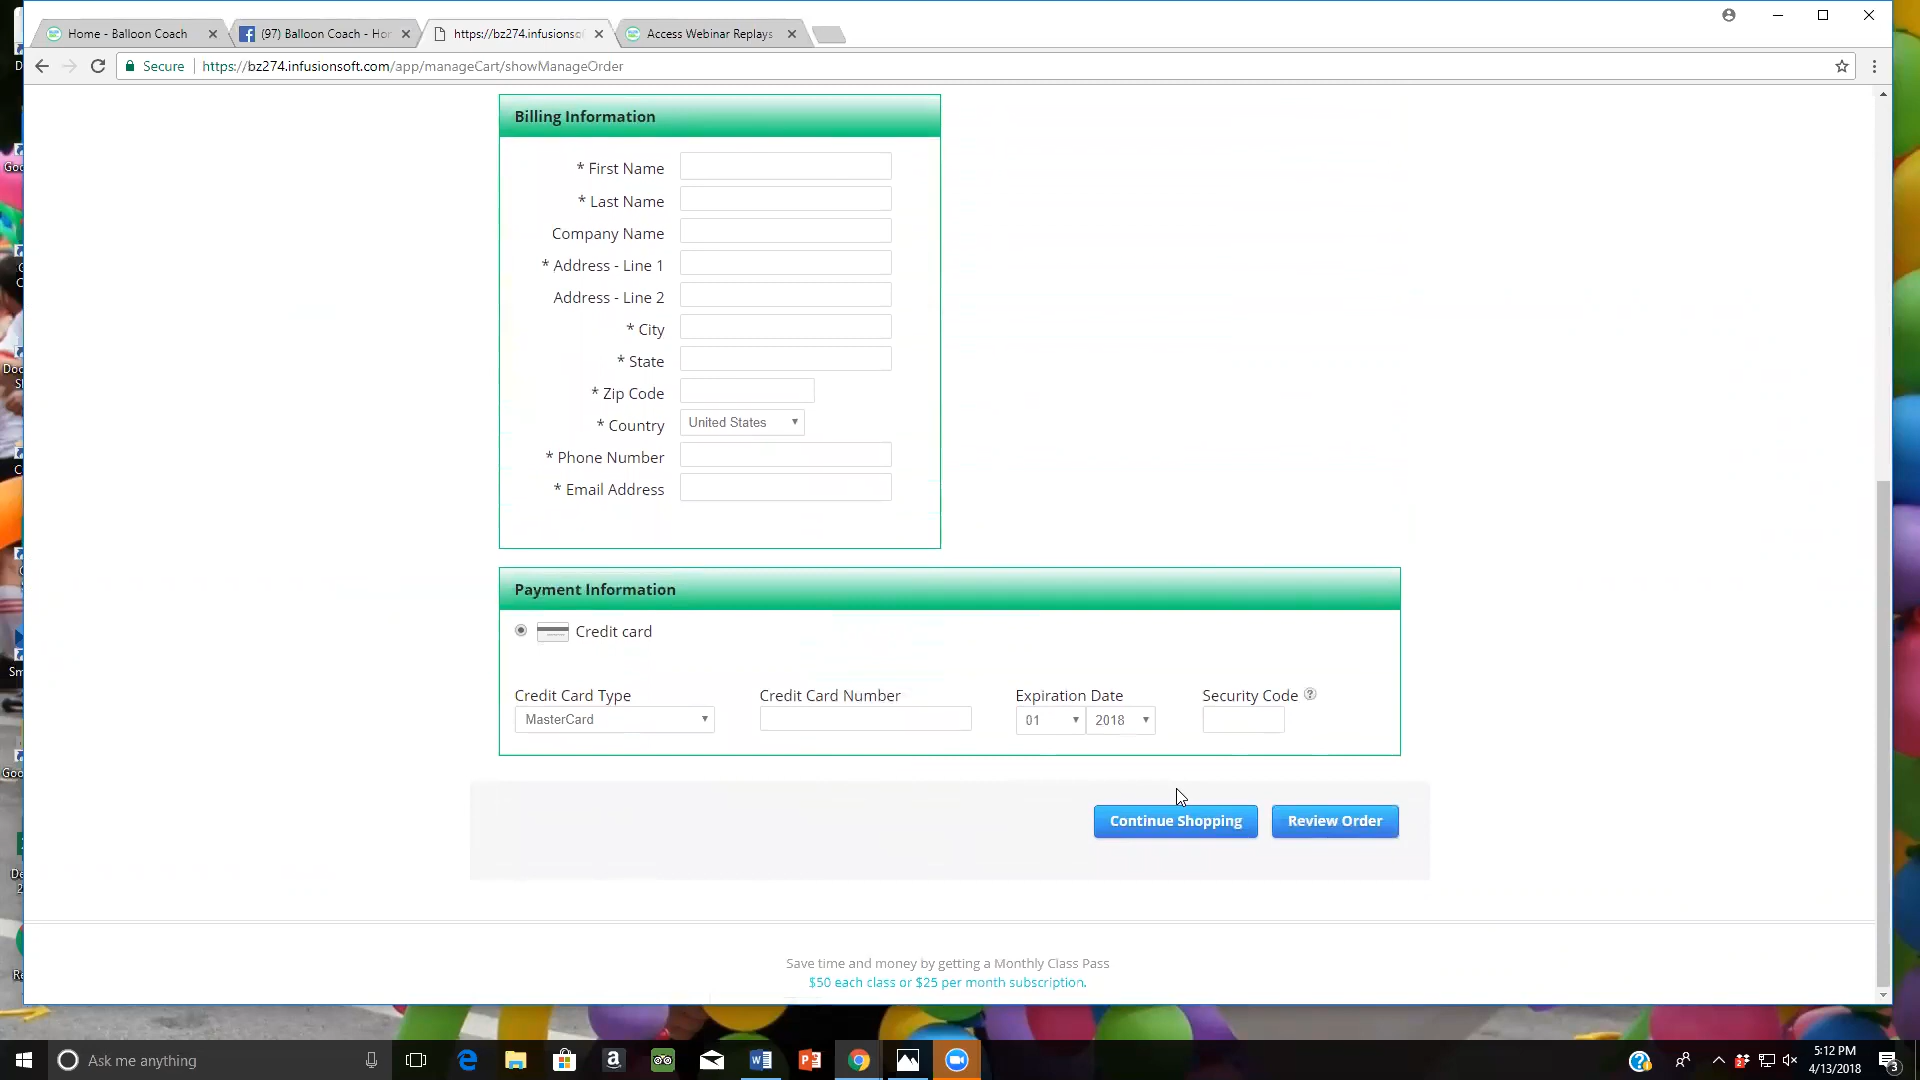 Home - Balloon Coach
(97) Balloon Coach - Ho
https://bz274.infusionso
Access Webinar Replays
Secure
https://bz274.infusionsoft.com/app/manageCart/showManageOrder
Billing Information
* First Name
* Last Name
Company Name
* Address - Line 1
Address - Line 2
* City
* State
* Zip Code
* Country United States
* Phone Number
* Email Address
Payment Information
Credit card
Credit Card Type Credit Card Number Expiration Date Security Code ?
MasterCard 01 2018
Continue Shopping Review Order
Save time and money by getting a Monthly Class Pass
$50 each class or $25 per month subscription.
Ask me anything
5:12 PM
4/13/2018
3